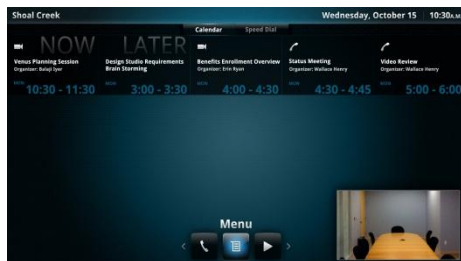 Shoal Creek Wednesday, October 15 10:30A.M
Calendar Speed Dial
NOW LATER
Venus Planning Session
Organizer: Balaji Iyer
10:30 - 11:30
Design Studio Requirements
Brain Storming
3:00 - 3:30
Benefits Enrollment Overview
Organizer: Erin Ryan
4:00 - 4:30
Status Meeting
Organizer: Wallace Henry
4:30 - 4:45
Video Review
Organizer: Wallace Henry
5:00 - 6:00
Menu